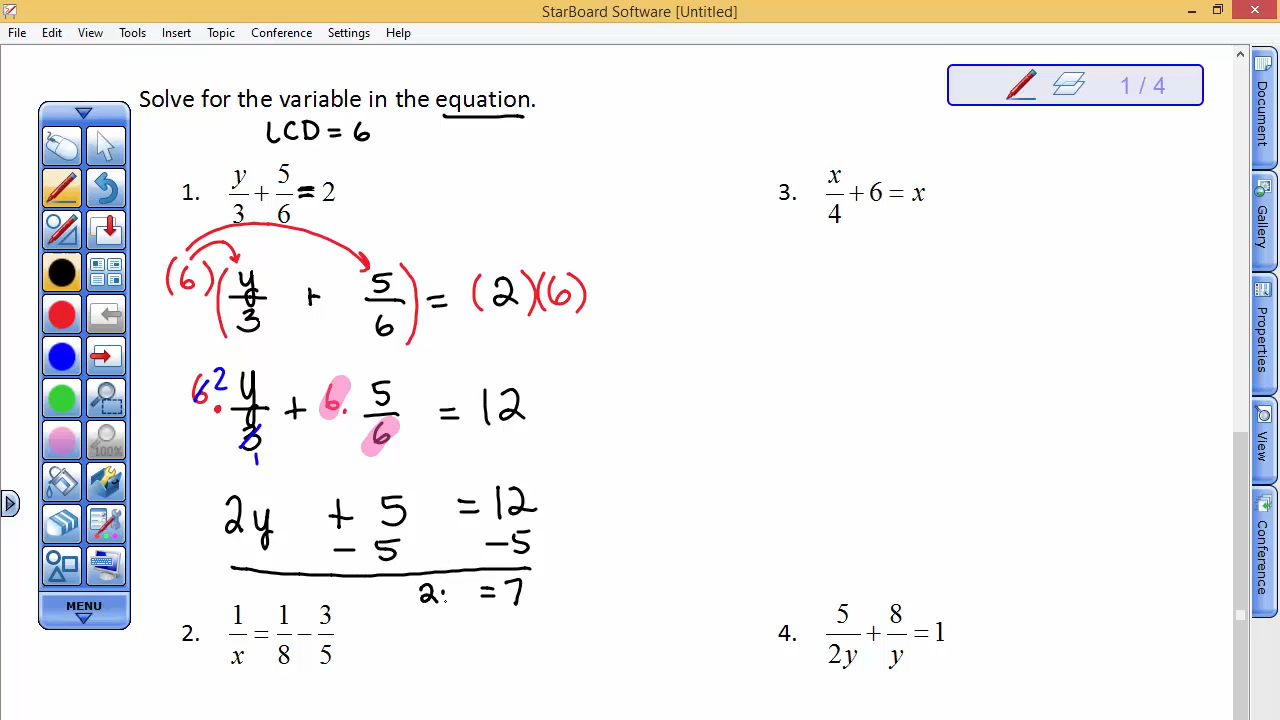 StarBoard Software [Untitled]
File Edit View Tools Insert Topic Conference Settings Help
1 / 4
Solve for the variable in the equation.
LCD = 6
1. y/3 + 5/6 = 2
(6)(y/3 + 5/6) = (2)(6)
6 2 · y/3 1 + 6 · 5/6 = 12
2y + 5 = 12
- 5 - 5
2 = 7
2. 1/x = 1/8 - 3/5
3. x/4 + 6 = x
4. 5/2y + 8/y = 1
100%
MENU
Document
Gallery
Properties
View
Conference